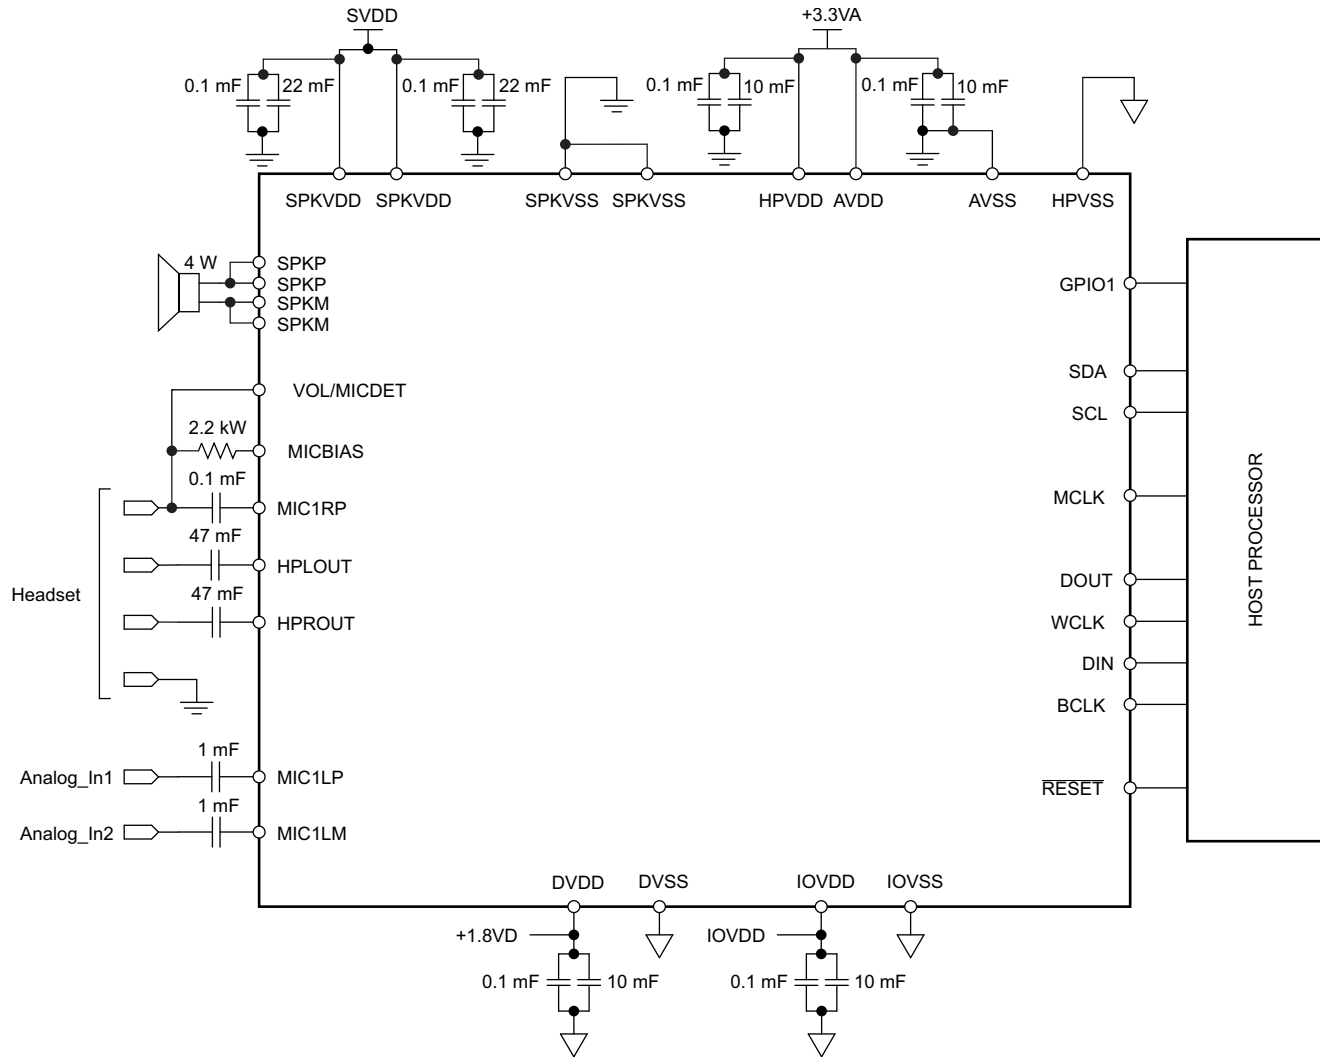 SVDD
+3.3VA
0.1 mF
22 mF
0.1 mF
22 mF
0.1 mF
10 mF
0.1 mF
10 mF
SPKVDD
SPKVDD
SPKVSS
SPKVSS
HPVDD
AVDD
AVSS
HPVSS
4 W
SPKP
SPKP
SPKM
SPKM
VOL/MICDET
2.2 kW
MICBIAS
0.1 mF
MIC1RP
47 mF
HPLOUT
47 mF
HPROUT
Headset
1 mF
Analog_In1
MIC1LP
1 mF
Analog_In2
MIC1LM
GPIO1
SDA
SCL
MCLK
DOUT
WCLK
DIN
BCLK
RESET
HOST PROCESSOR
DVDD
DVSS
IOVDD
IOVSS
+1.8VD
IOVDD
0.1 mF
10 mF
0.1 mF
10 mF